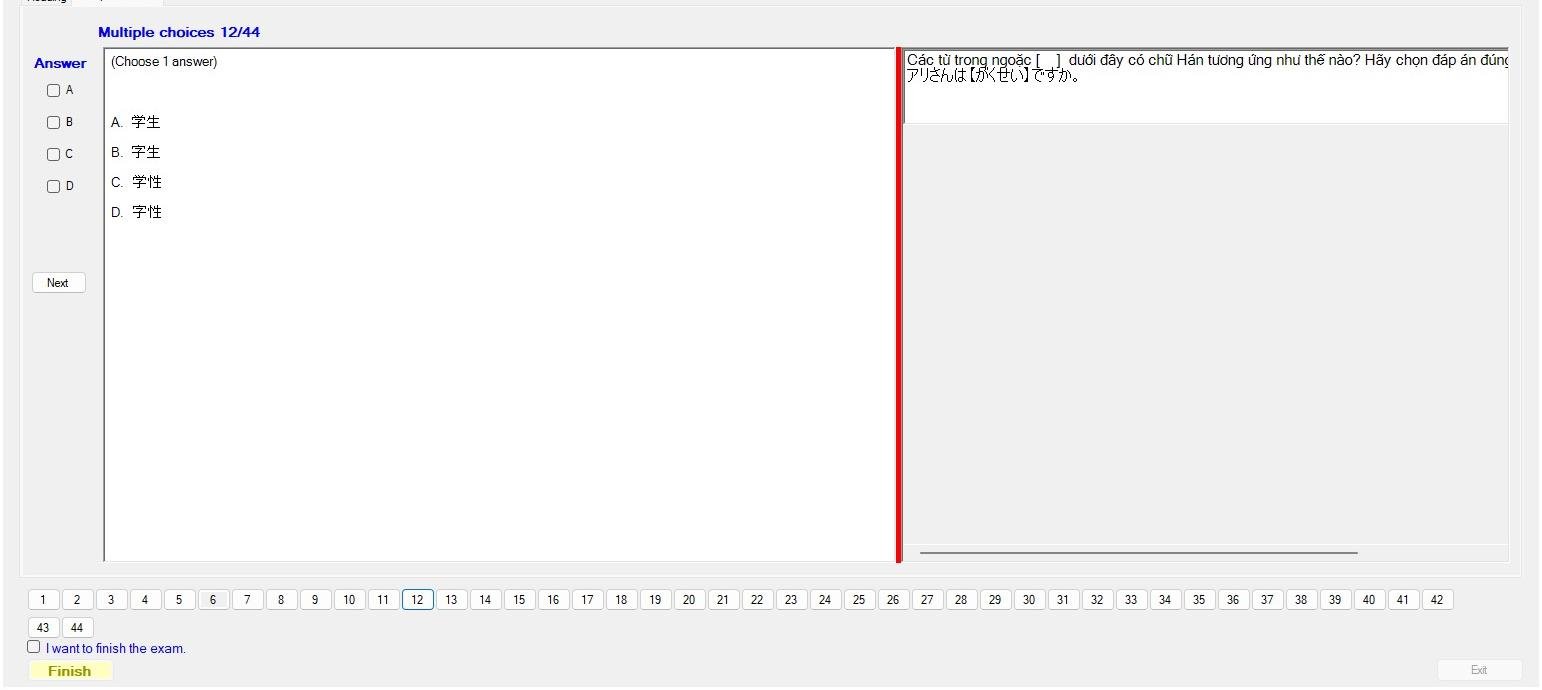 Multiple choices 12/44
Answer
(Choose 1 answer)
A
B
C
D
A. 学生
B. 字生
C. 学性
D. 字性
Next
Các từ trong ngoặc [ ] dưới đây có chữ Hán tương ứng như thế nào? Hãy chọn đáp án đúng
アリさんは【がくせい】ですか。
1 2 3 4 5 6 7 8 9 10 11 12 13 14 15 16 17 18 19 20 21 22 23 24 25 26 27 28 29 30 31 32 33 34 35 36 37 38 39 40 41 42
43 44
I want to finish the exam.
Finish
Exit